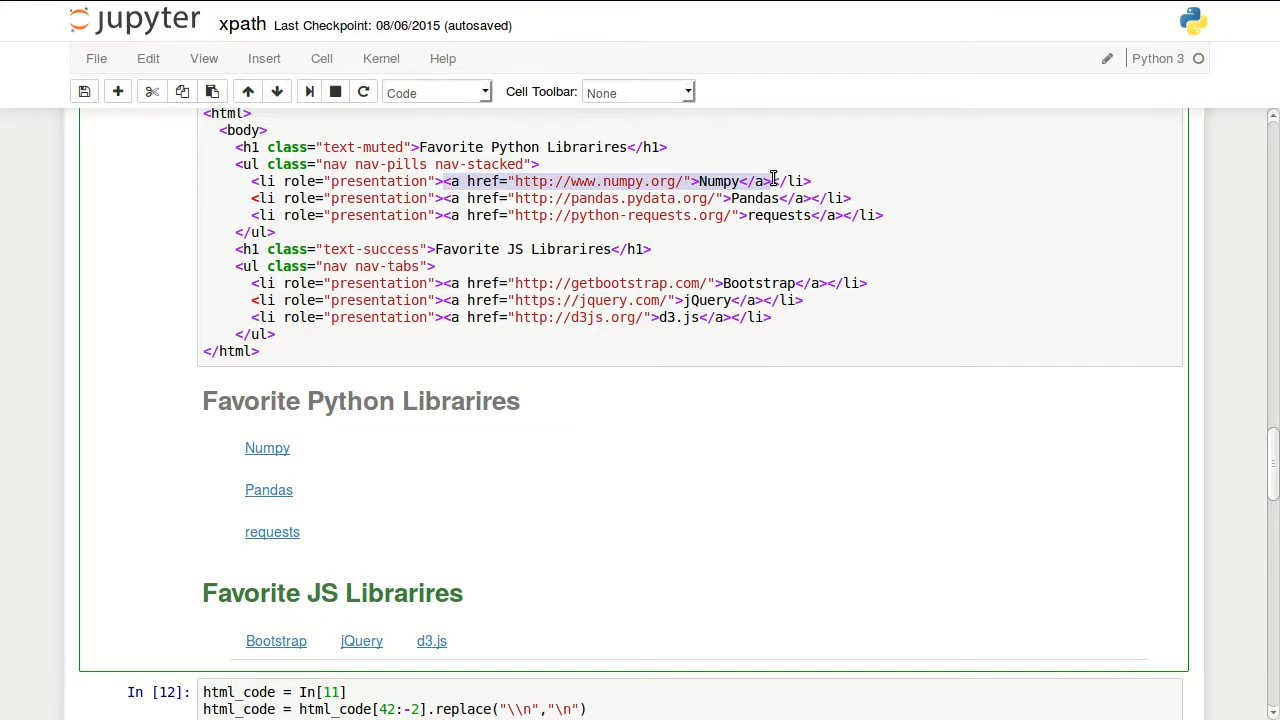 jupyter xpath Last Checkpoint: 08/06/2015 (autosaved)
File Edit View Insert Cell Kernel Help Python 3
Code Cell Toolbar: None
<html>
<body>
<h1 class="text-muted">Favorite Python Librarires</h1>
<ul class="nav nav-pills nav-stacked">
<li role="presentation"><a href="http://www.numpy.org/">Numpy</a></li>
<li role="presentation"><a href="http://pandas.pydata.org/">Pandas</a></li>
<li role="presentation"><a href="http://python-requests.org/">requests</a></li>
</ul>
<h1 class="text-success">Favorite JS Librarires</h1>
<ul class="nav nav-tabs">
<li role="presentation"><a href="http://getbootstrap.com/">Bootstrap</a></li>
<li role="presentation"><a href="https://jquery.com/">jQuery</a></li>
<li role="presentation"><a href="http://d3js.org/">d3.js</a></li>
</ul>
</html>
Favorite Python Librarires
Numpy
Pandas
requests
Favorite JS Librarires
Bootstrap jQuery d3.js
In [12]: html_code = In[11]
html_code = html_code[42:-2].replace("\\n","\n")